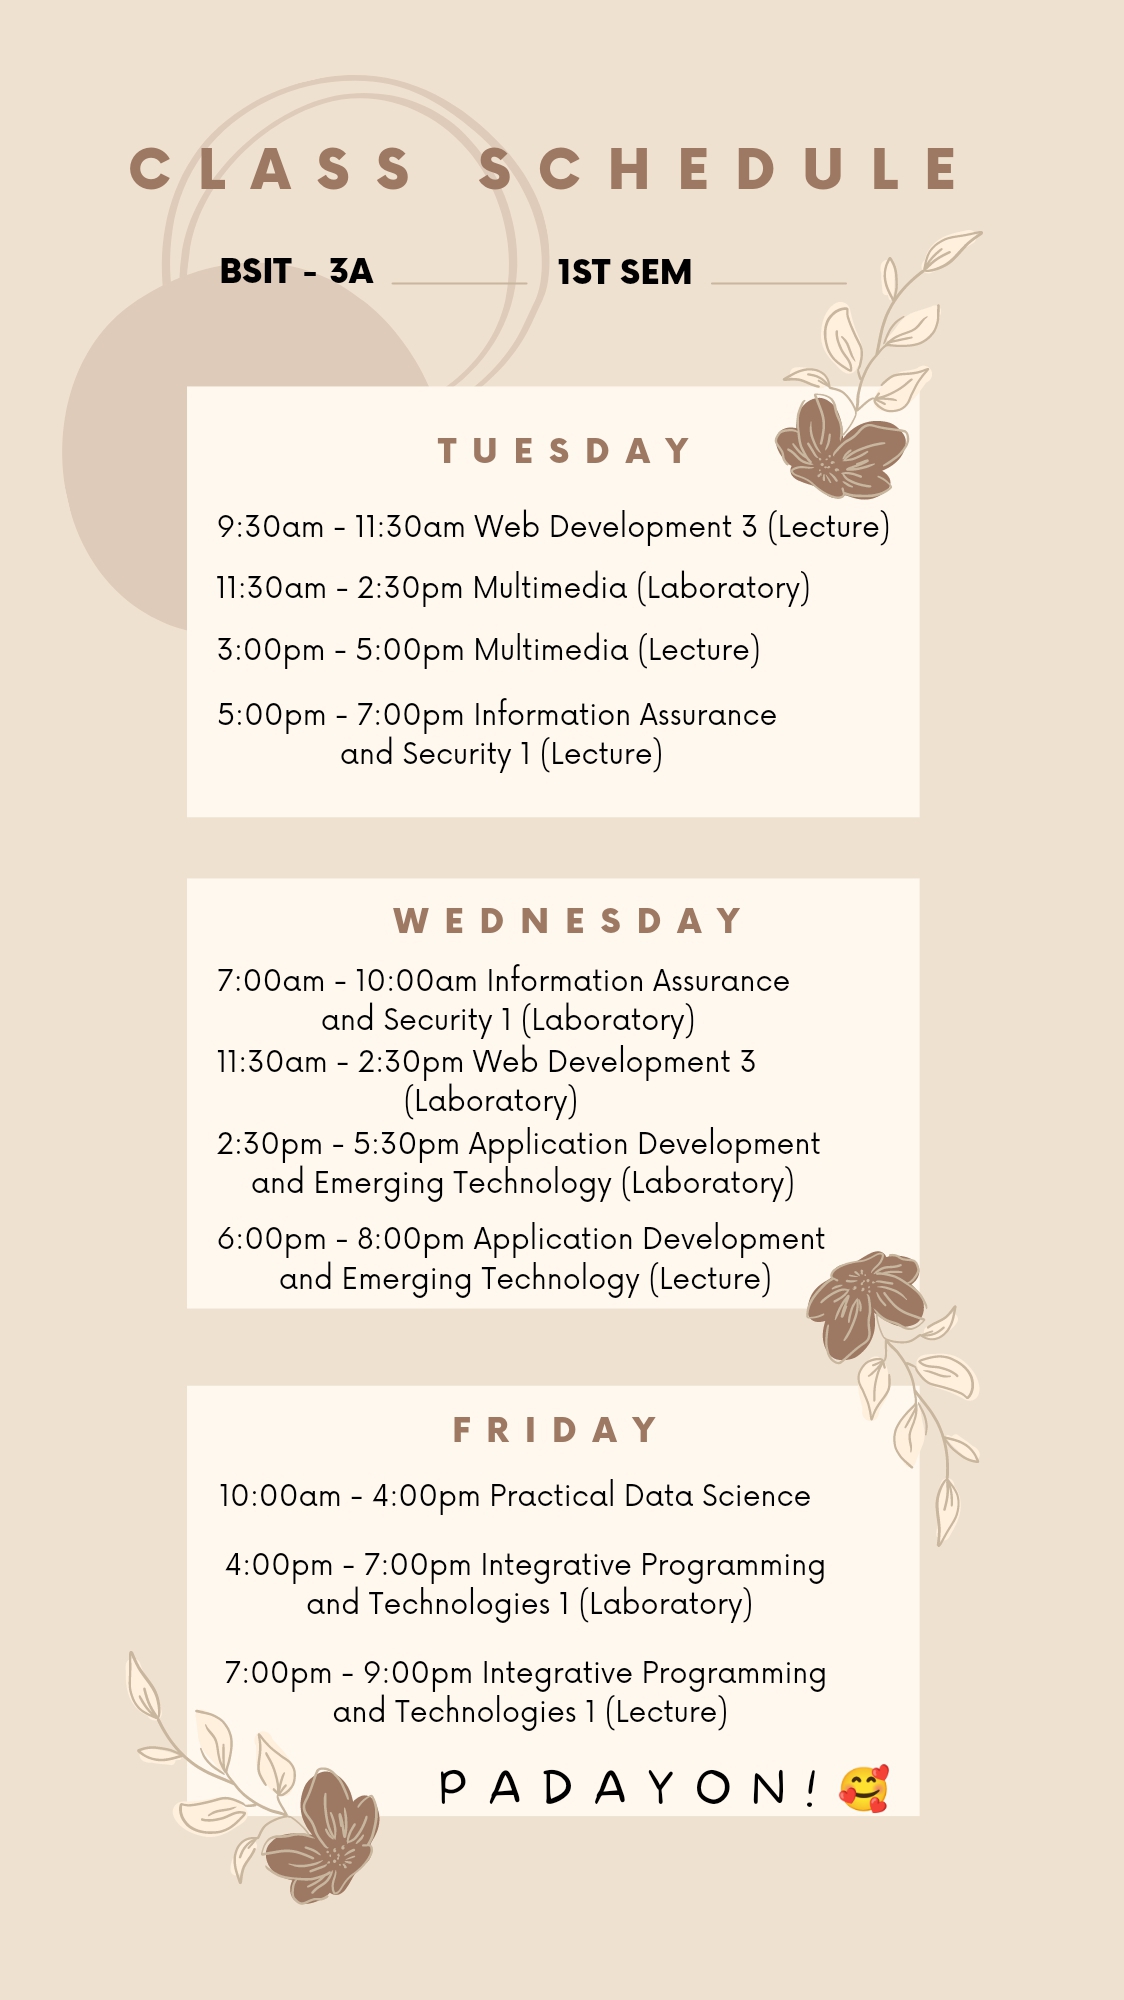 CLASS SCHEDULE
BSIT - 3A 1ST SEM
TUESDAY
9:30am - 11:30am Web Development 3 (Lecture)
11:30am - 2:30pm Multimedia (Laboratory)
3:00pm - 5:00pm Multimedia (Lecture)
5:00pm - 7:00pm Information Assurance
and Security 1 (Lecture)
WEDNESDAY
7:00am - 10:00am Information Assurance
and Security 1 (Laboratory)
11:30am - 2:30pm Web Development 3
(Laboratory)
2:30pm - 5:30pm Application Development
and Emerging Technology (Laboratory)
6:00pm - 8:00pm Application Development
and Emerging Technology (Lecture)
FRIDAY
10:00am - 4:00pm Practical Data Science
4:00pm - 7:00pm Integrative Programming
and Technologies 1 (Laboratory)
7:00pm - 9:00pm Integrative Programming
and Technologies 1 (Lecture)
PADAYON! 🥰